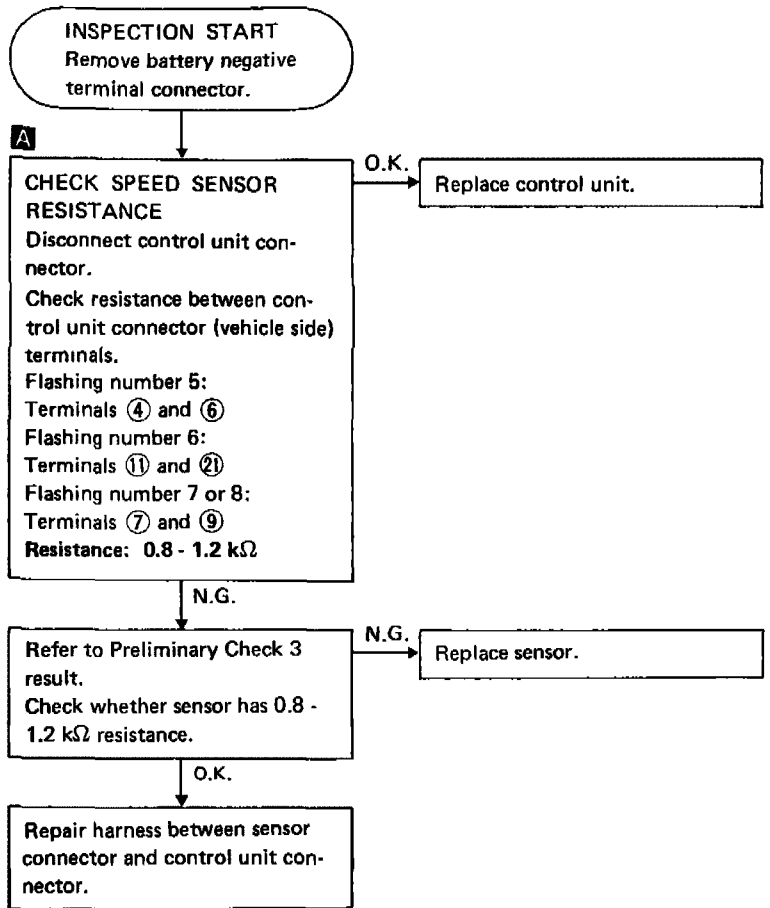 INSPECTION START
Remove battery negative
terminal connector.
A
CHECK SPEED SENSOR
RESISTANCE
Disconnect control unit con-
nector.
Check resistance between con-
trol unit connector (vehicle side)
terminals.
Flashing number 5:
Terminals ④ and ⑥
Flashing number 6:
Terminals ⑪ and ㉑
Flashing number 7 or 8:
Terminals ⑦ and ⑨
Resistance: 0.8 - 1.2 kΩ
O.K.
Replace control unit.
N.G.
Refer to Preliminary Check 3
result.
Check whether sensor has 0.8 -
1.2 kΩ resistance.
N.G.
Replace sensor.
O.K.
Repair harness between sensor
connector and control unit con-
nector.